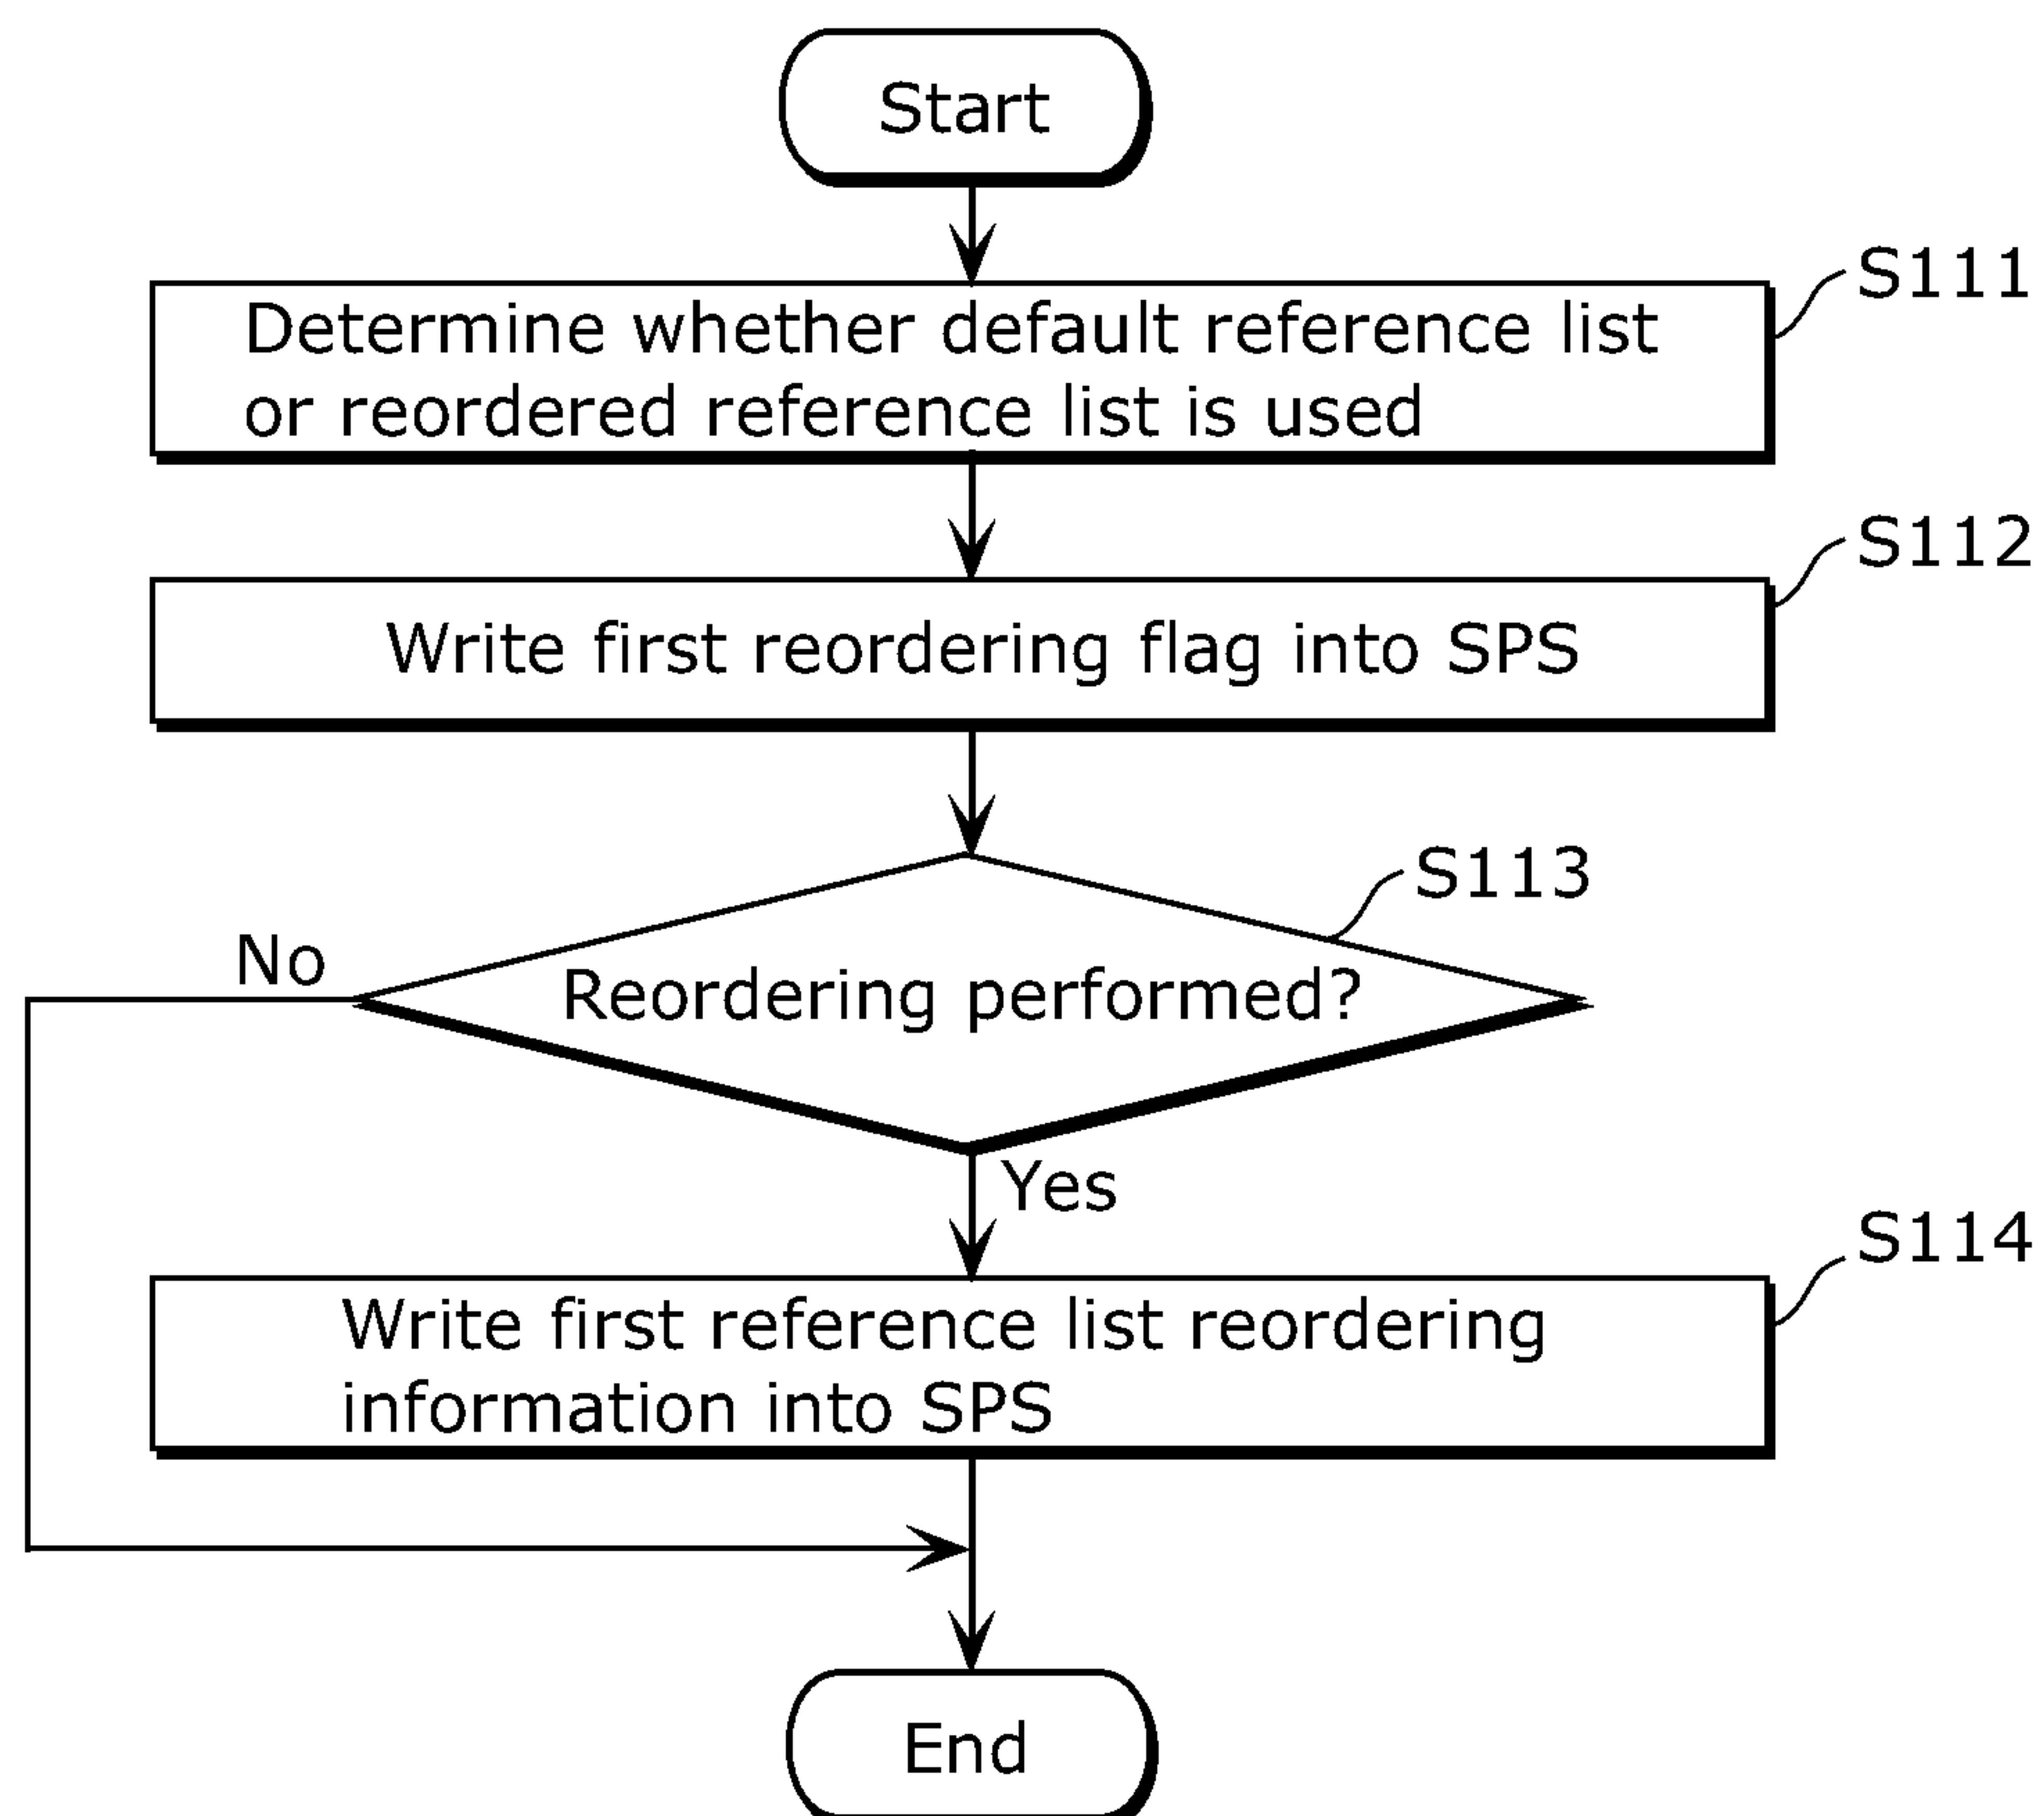 Start
S111
Determine whether default reference list
or reordered reference list is used
S112
Write first reordering flag into SPS
S113
No
Reordering performed?
Yes
S114
Write first reference list reordering
information into SPS
End